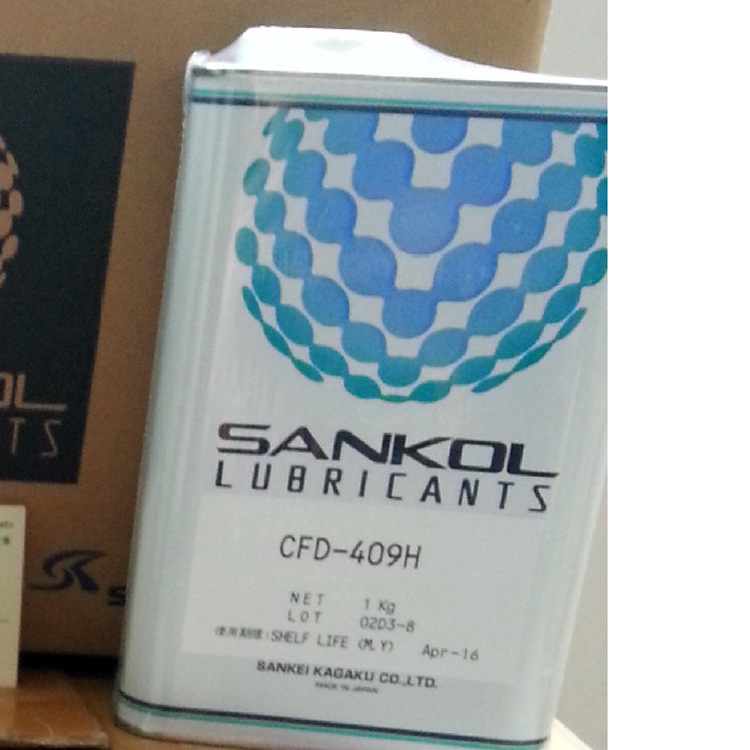 SANKOL
LUBRICANTS
CFD-409H
NET 1 Kg
LOT 02D3-8
使用期限:SHELF LIFE (M,Y) Apr-16
SANKEI KAGAKU CO.,LTD.
MADE IN JAPAN
OL
NTS
S